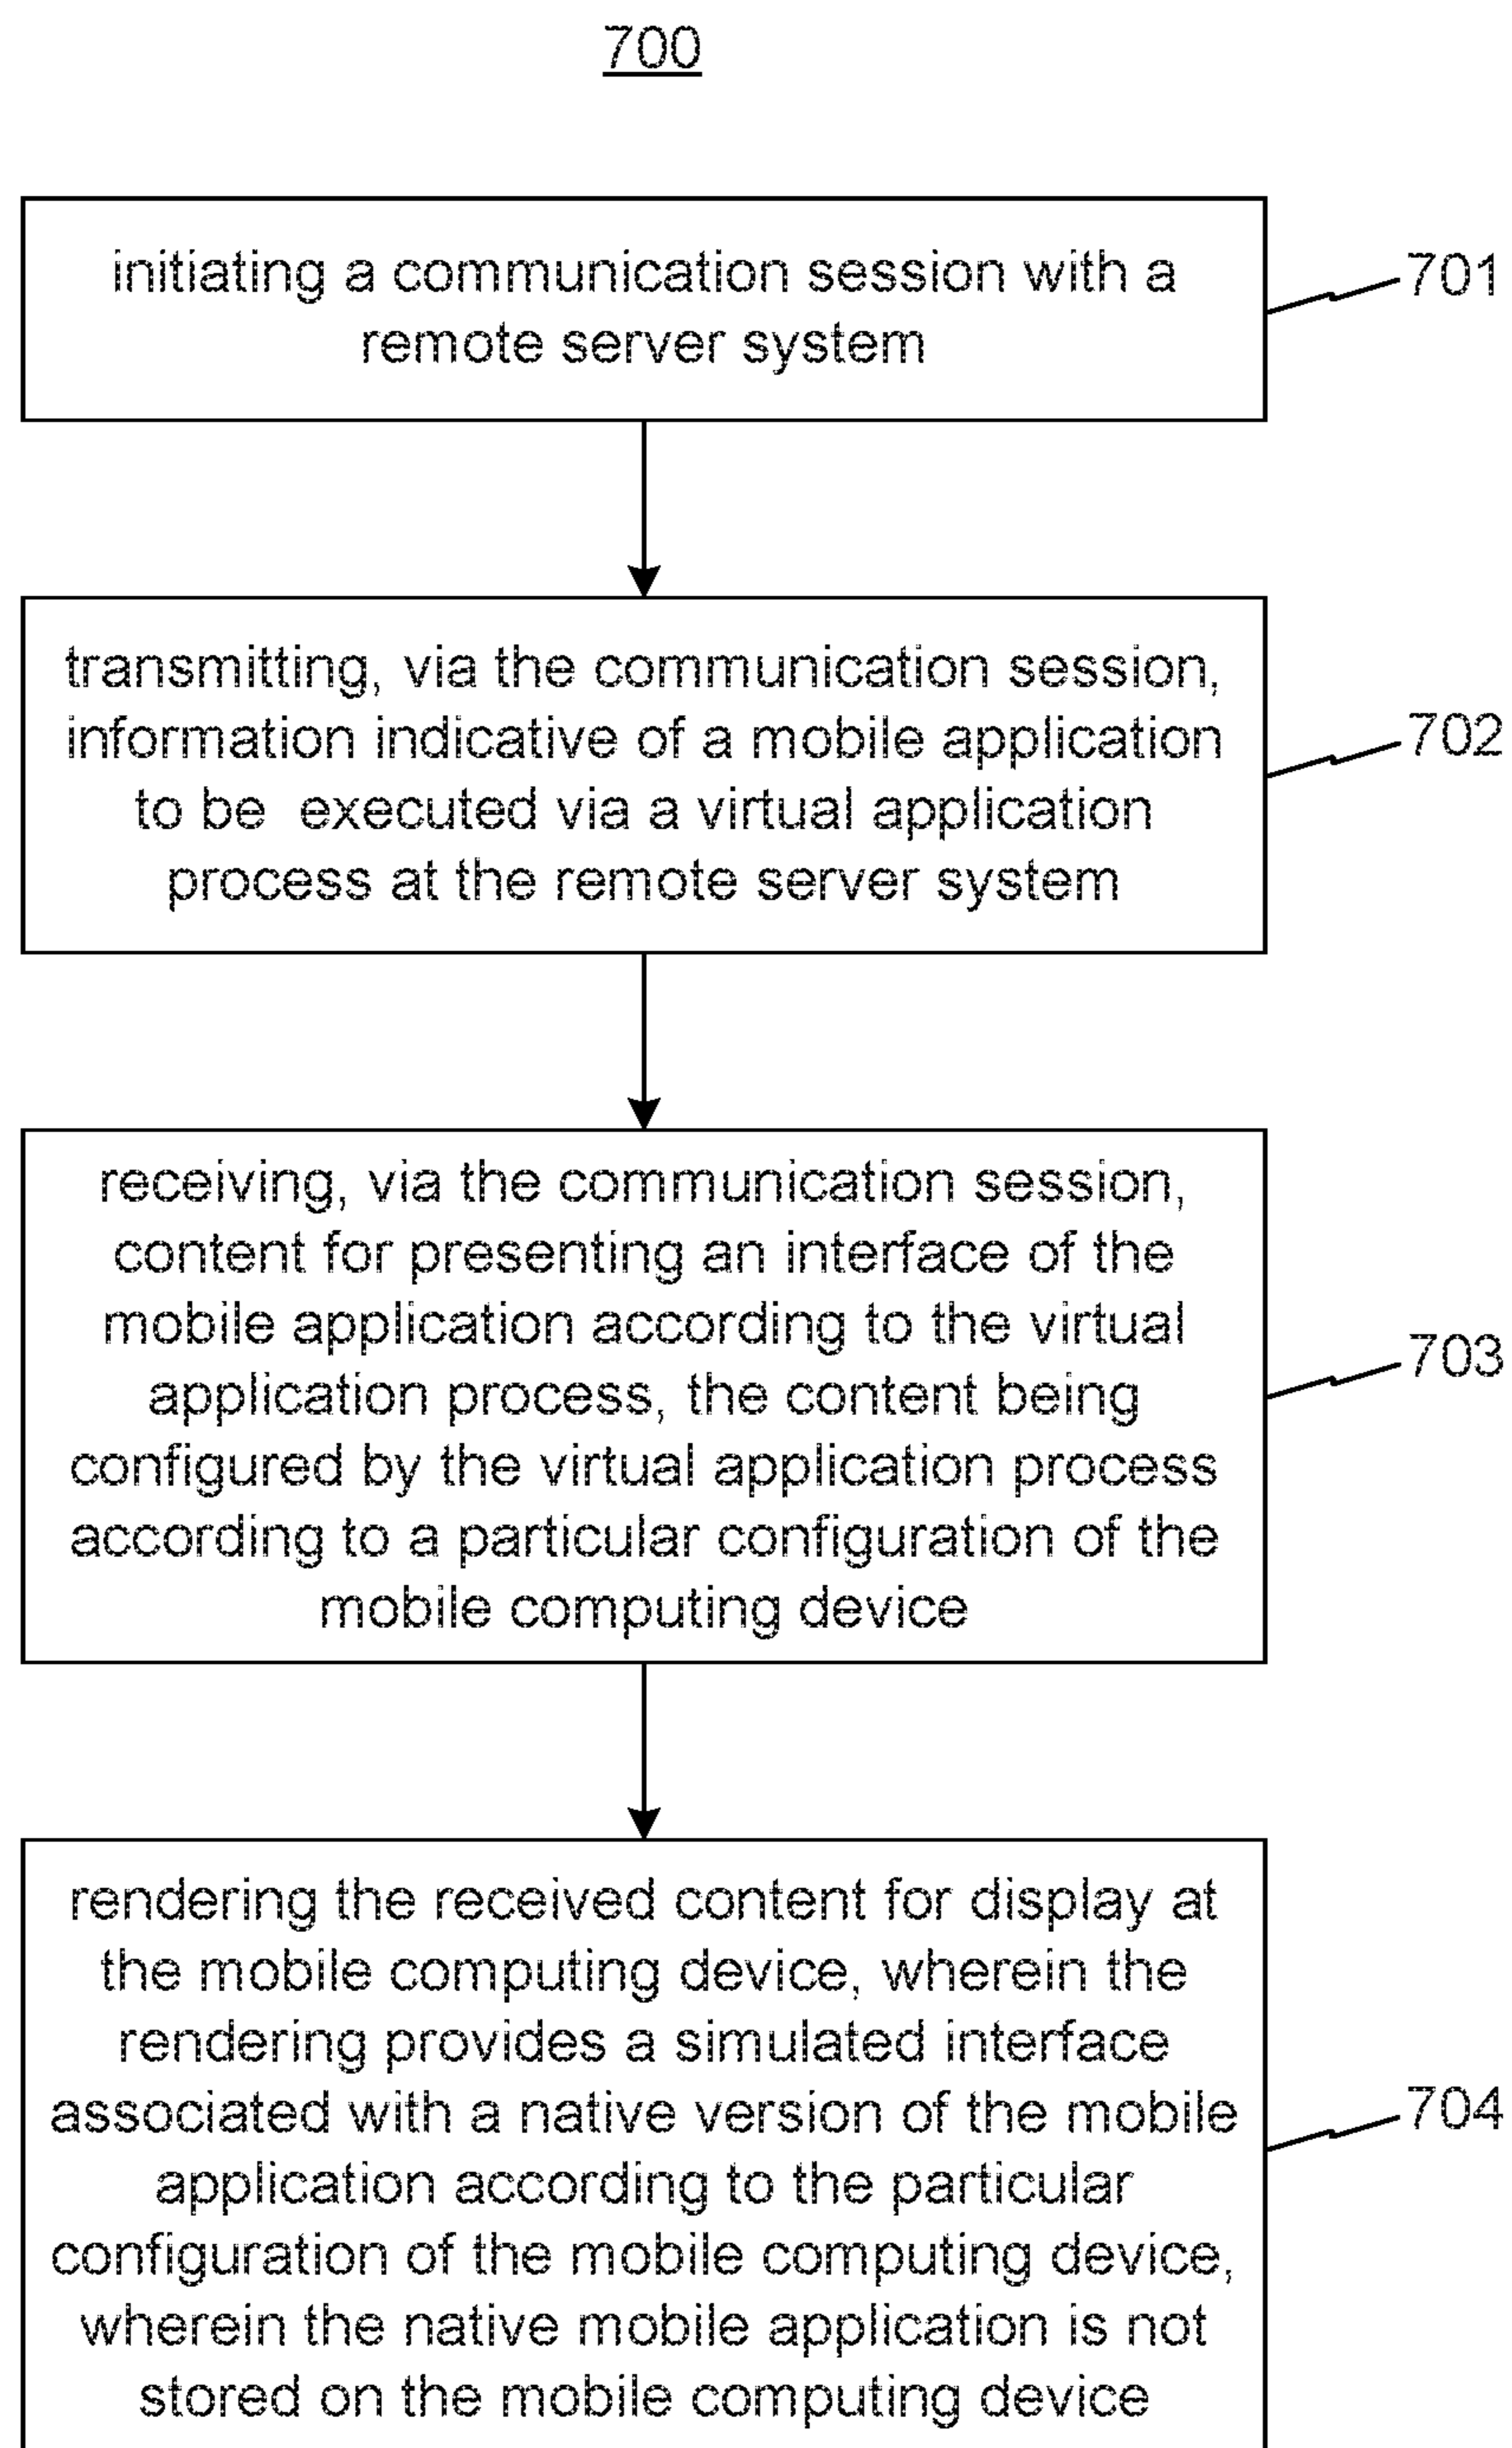 700
initiating a communication session with a
remote server system
701
transmitting, via the communication session,
information indicative of a mobile application
to be executed via a virtual application
process at the remote server system
702
receiving, via the communication session,
content for presenting an interface of the
mobile application according to the virtual
application process, the content being
configured by the virtual application process
according to a particular configuration of the
mobile computing device
703
rendering the received content for display at
the mobile computing device, wherein the
rendering provides a simulated interface
associated with a native version of the mobile
application according to the particular
configuration of the mobile computing device,
wherein the native mobile application is not
stored on the mobile computing device
704